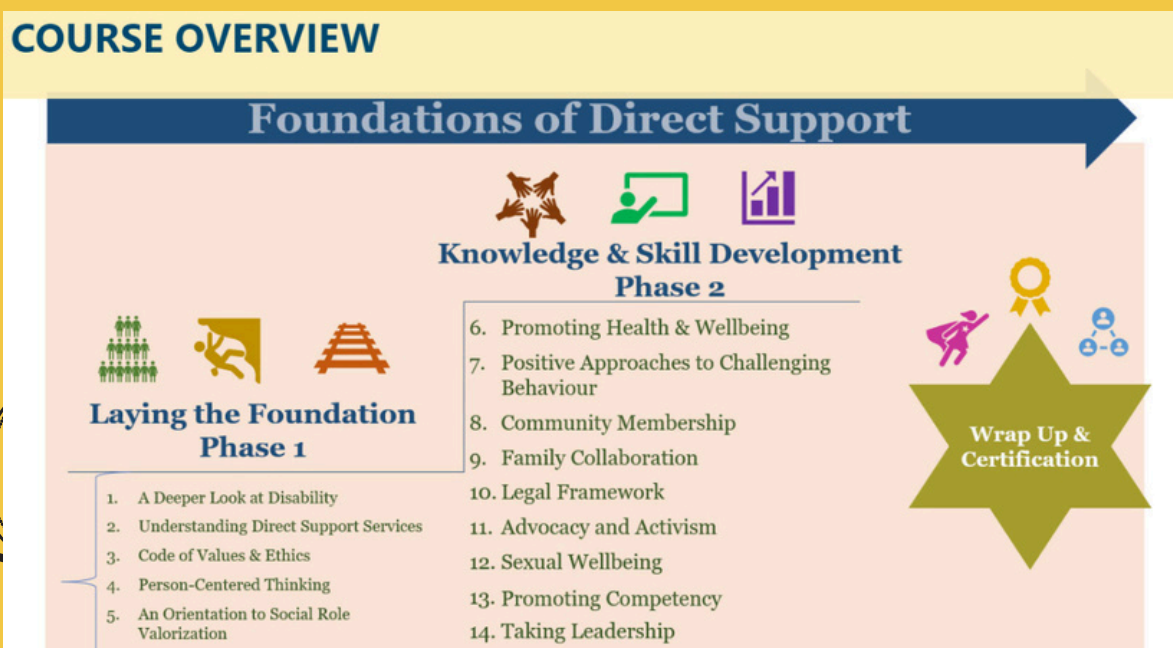 COURSE OVERVIEW
Foundations of Direct Support
Knowledge & Skill Development
Phase 2
Laying the Foundation
Phase 1
1. A Deeper Look at Disability
2. Understanding Direct Support Services
3. Code of Values & Ethics
4. Person-Centered Thinking
5. An Orientation to Social Role
Valorization
6. Promoting Health & Wellbeing
7. Positive Approaches to Challenging
Behaviour
8. Community Membership
9. Family Collaboration
10. Legal Framework
11. Advocacy and Activism
12. Sexual Wellbeing
13. Promoting Competency
14. Taking Leadership
Wrap Up &
Certification